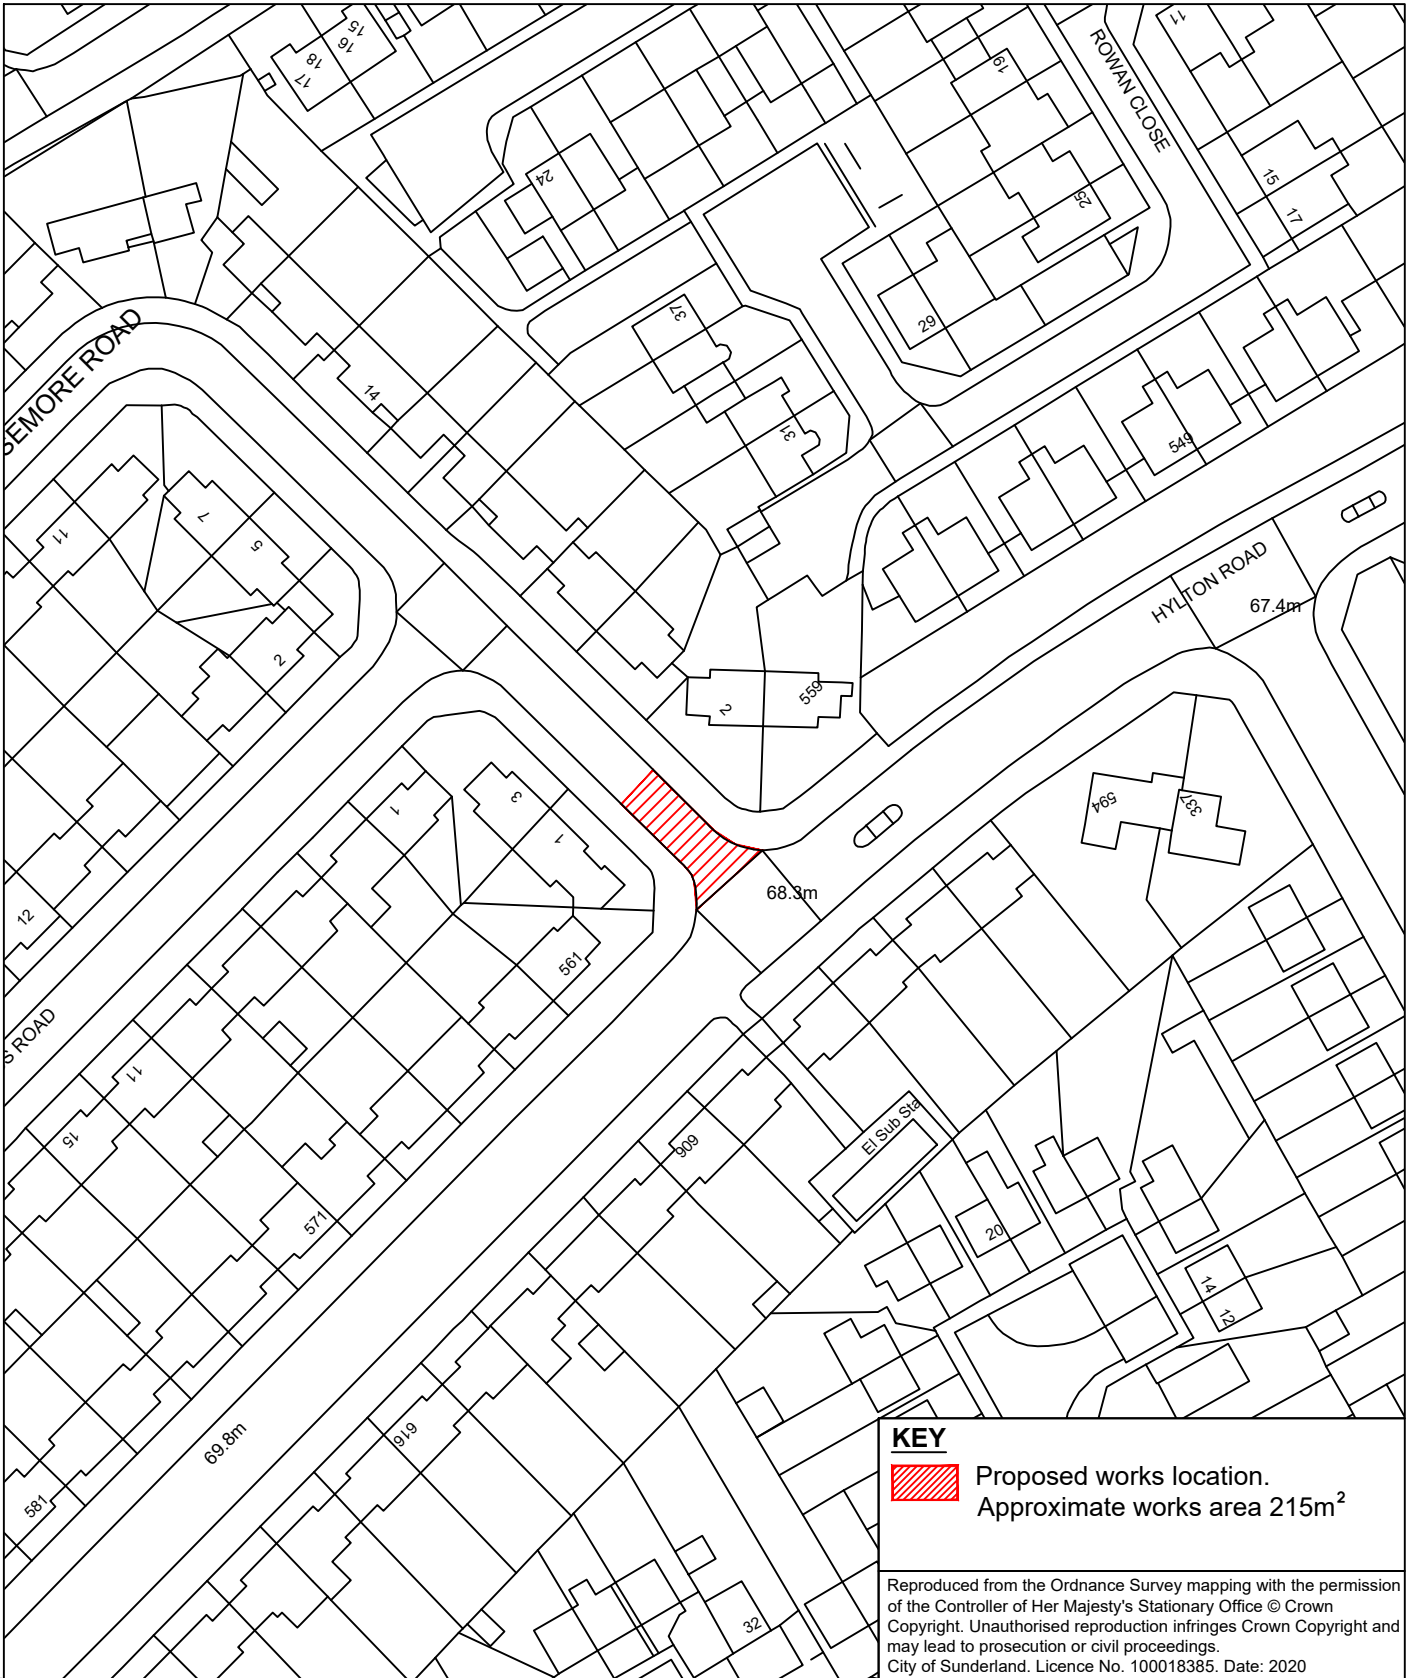 15
16
18
17
11
19
ROWAN CLOSE
24
15
25
17
37
29
SEMORE ROAD
14
31
549
11
7
5
HYLTON ROAD
67.4m
2
2
559
1
3
1
594
337
68.3m
12
561
S ROAD
11
15
909
El Sub Sta
571
20
14
12
69.8m
919
581
32
KEY
Proposed works location.
Approximate works area 215m²
Reproduced from the Ordnance Survey mapping with the permission
of the Controller of Her Majesty's Stationary Office © Crown
Copyright. Unauthorised reproduction infringes Crown Copyright and
may lead to prosecution or civil proceedings.
City of Sunderland. Licence No. 100018385. Date: 2020